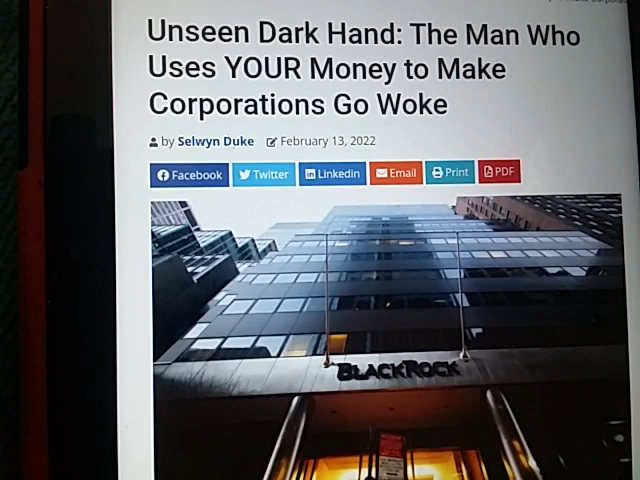 Unseen Dark Hand: The Man Who
Uses YOUR Money to Make
Corporations Go Woke
by Selwyn Duke February 13, 2022
Facebook Twitter Linkedin Email Print PDF
BLACKROCK